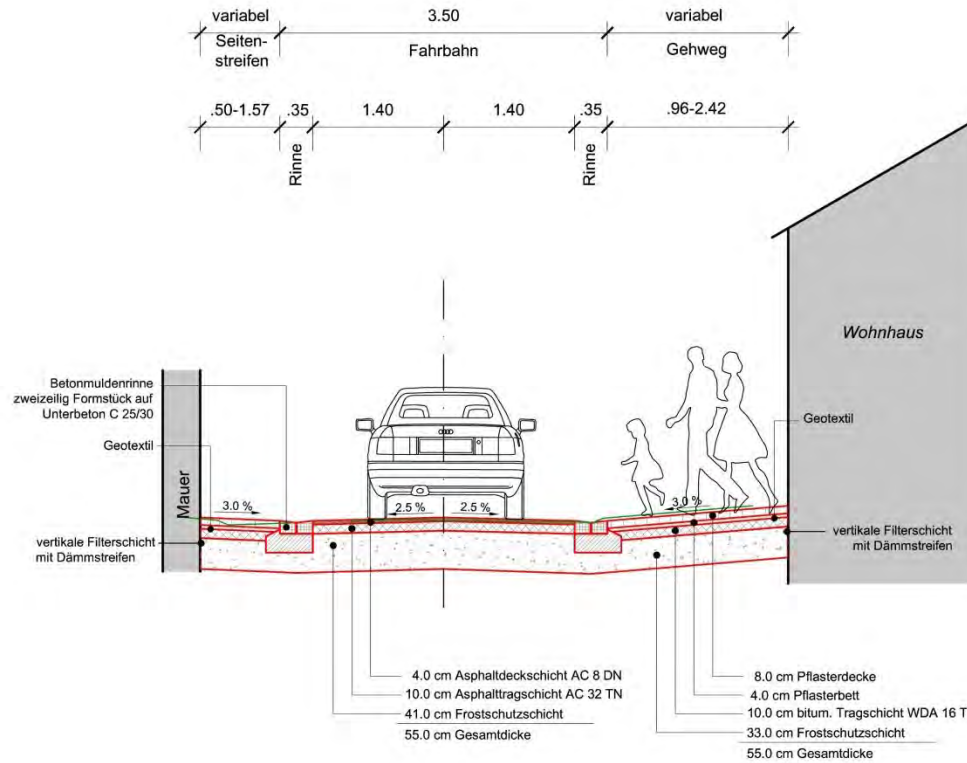 variabel
3.50
variabel
Seiten-
streifen
Fahrbahn
Gehweg
.50-1.57
.35
1.40
1.40
.35
.96-2.42
Rinne
Rinne
Wohnhaus
Betonmuldenrinne
zweizeilig Formstück auf
Unterbeton C 25/30
Geotextil
Geotextil
Mauer
3.0 %
2.5 %
2.5 %
3.0 %
vertikale Filterschicht
mit Dämmstreifen
vertikale Filterschicht
mit Dämmstreifen
4.0 cm Asphaltdeckschicht AC 8 DN
10.0 cm Asphalttragschicht AC 32 TN
41.0 cm Frostschutzschicht
55.0 cm Gesamtdicke
8.0 cm Pflasterdecke
4.0 cm Pflasterbett
10.0 cm bitum. Tragschicht WDA 16 T
33.0 cm Frostschutzschicht
55.0 cm Gesamtdicke